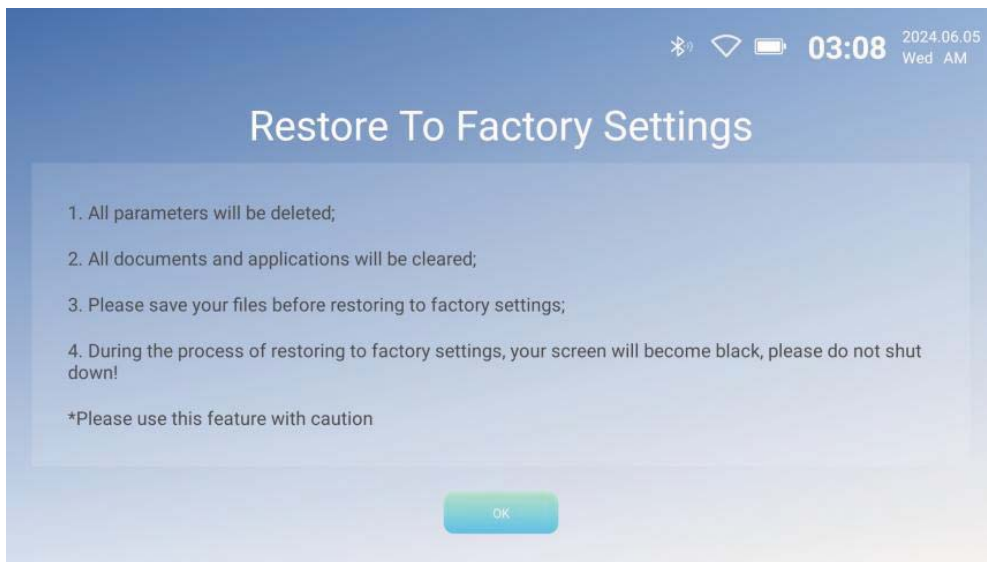 03:08
2024.06.05
Wed AM
Restore To Factory Settings
1. All parameters will be deleted;
2. All documents and applications will be cleared;
3. Please save your files before restoring to factory settings;
4. During the process of restoring to factory settings, your screen will become black, please do not shut
down!
*Please use this feature with caution
OK